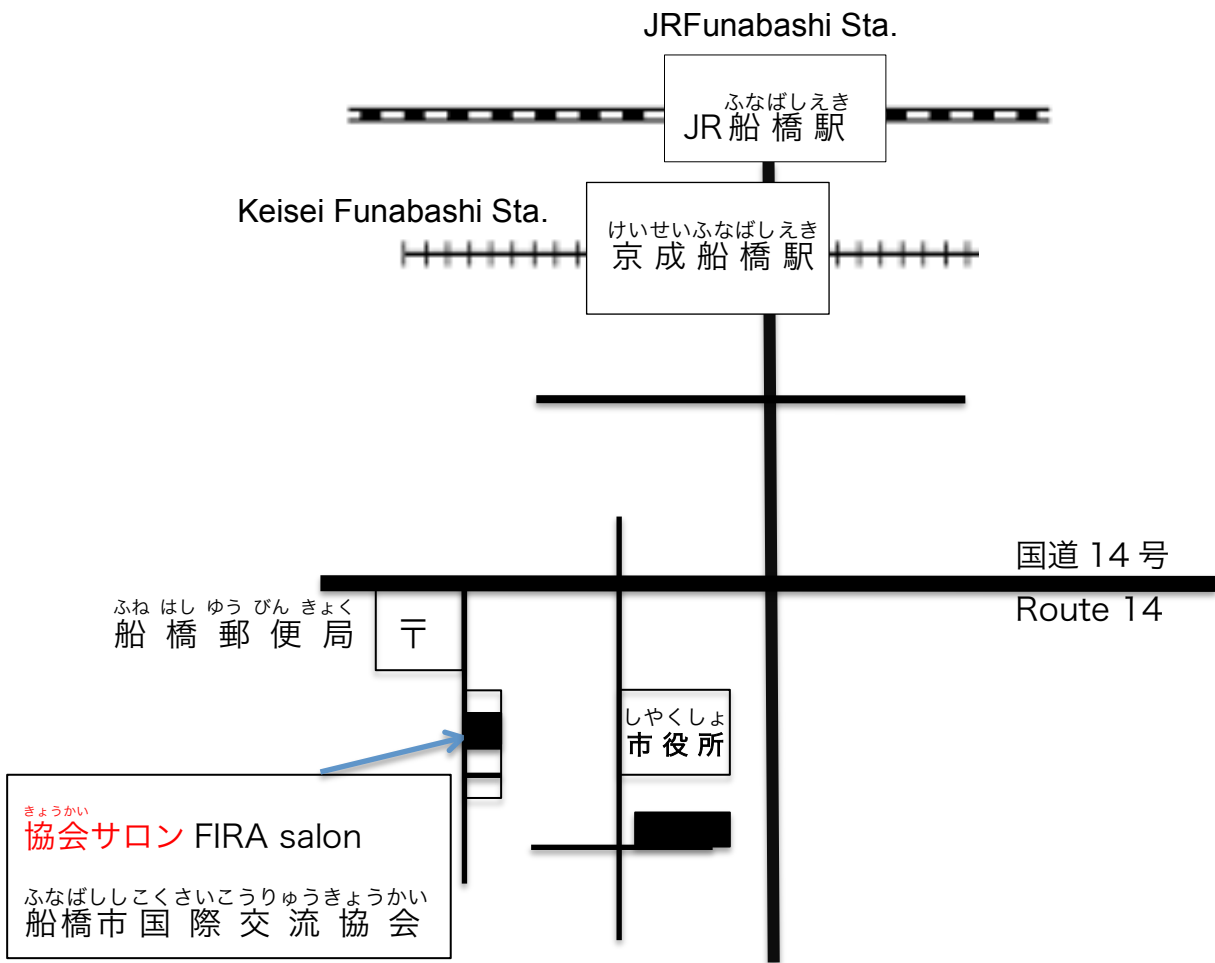 JRFunabashi Sta.
ふなばしえき
JR船橋駅
Keisei Funabashi Sta.
けいせいふなばしえき
京成船橋駅
国道 14 号
Route 14
ふね はし ゆう びん きょく
船橋郵便局
〒
しやくしょ
市役所
きょうかい
協会サロン FIRA salon
ふなばししこくさいこうりゅうきょうかい
船橋市国際交流協会